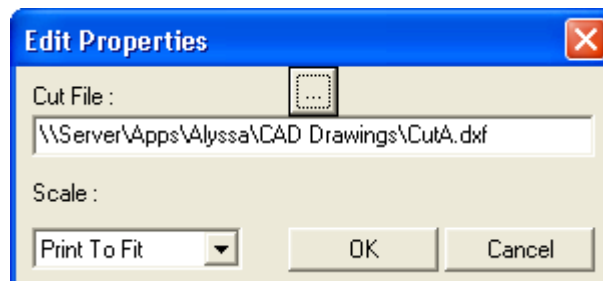 Edit Properties
Cut File :
...
\\Server\Apps\Alyssa\CAD Drawings\CutA.dxf
Scale :
Print To Fit OK Cancel